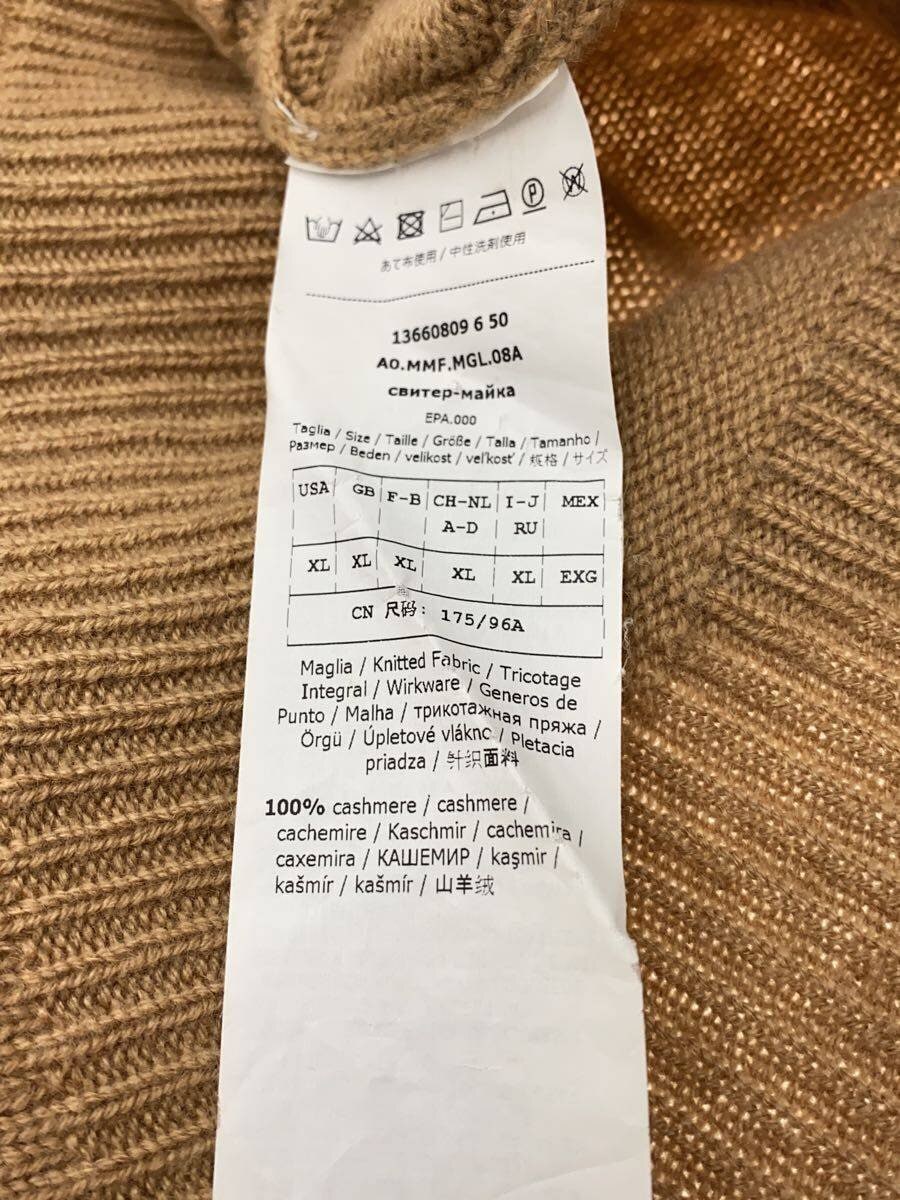 P W
あて布使用 / 中性洗剤使用
13660809 6 50
AO.MMF.MGL.08A
свитер-майка
EPA.000
Taglia / Size / Taille / Größe / Talla / Tamanho /
Размер / Beden / velikost / veľkosť / 规格 / サイズ
USA GB F-B CH-NL I-J MEX
A-D RU
XL XL XL XL XL EXG
CN 尺码: 175/96A
Maglia / Knitted Fabric / Tricotage
Integral / Wirkware / Generos de
Punto / Malha / трикотажная пряжа /
Örgü / Úpletové vlákno / Pletacia
priadza / 针织面料
100% cashmere / cashmere /
cachemire / Kaschmir / cachemira /
caxemira / КАШЕМИР / kaşmir /
kašmír / kašmír / 山羊绒